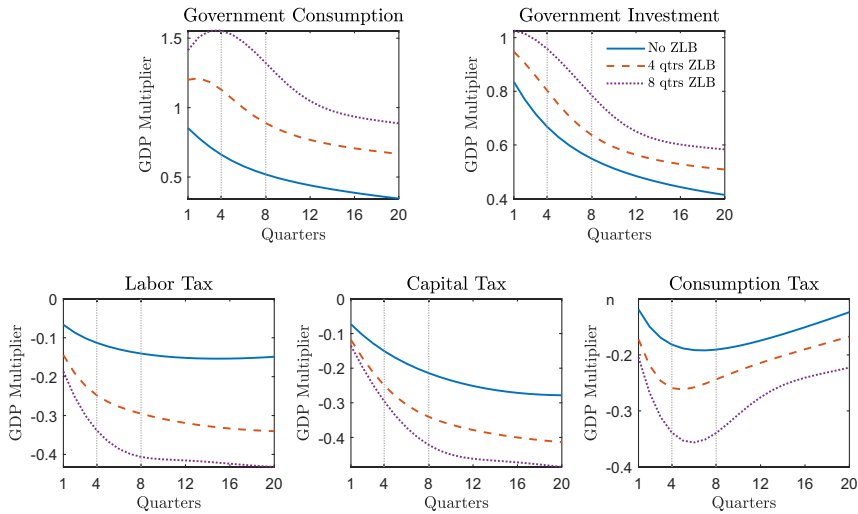 Government Consumption
GDP Multiplier
1.5
1
0.5
1 4 8 12 16 20
Quarters
Government Investment
GDP Multiplier
1
0.8
0.6
0.4
No ZLB
4 qtrs ZLB
8 qtrs ZLB
1 4 8 12 16 20
Quarters
Labor Tax
GDP Multiplier
0
-0.1
-0.2
-0.3
-0.4
1 4 8 12 16 20
Quarters
Capital Tax
GDP Multiplier
0
-0.1
-0.2
-0.3
-0.4
1 4 8 12 16 20
Quarters
Consumption Tax
GDP Multiplier
n
-0.2
-0.3
-0.4
1 4 8 12 16 20
Quarters